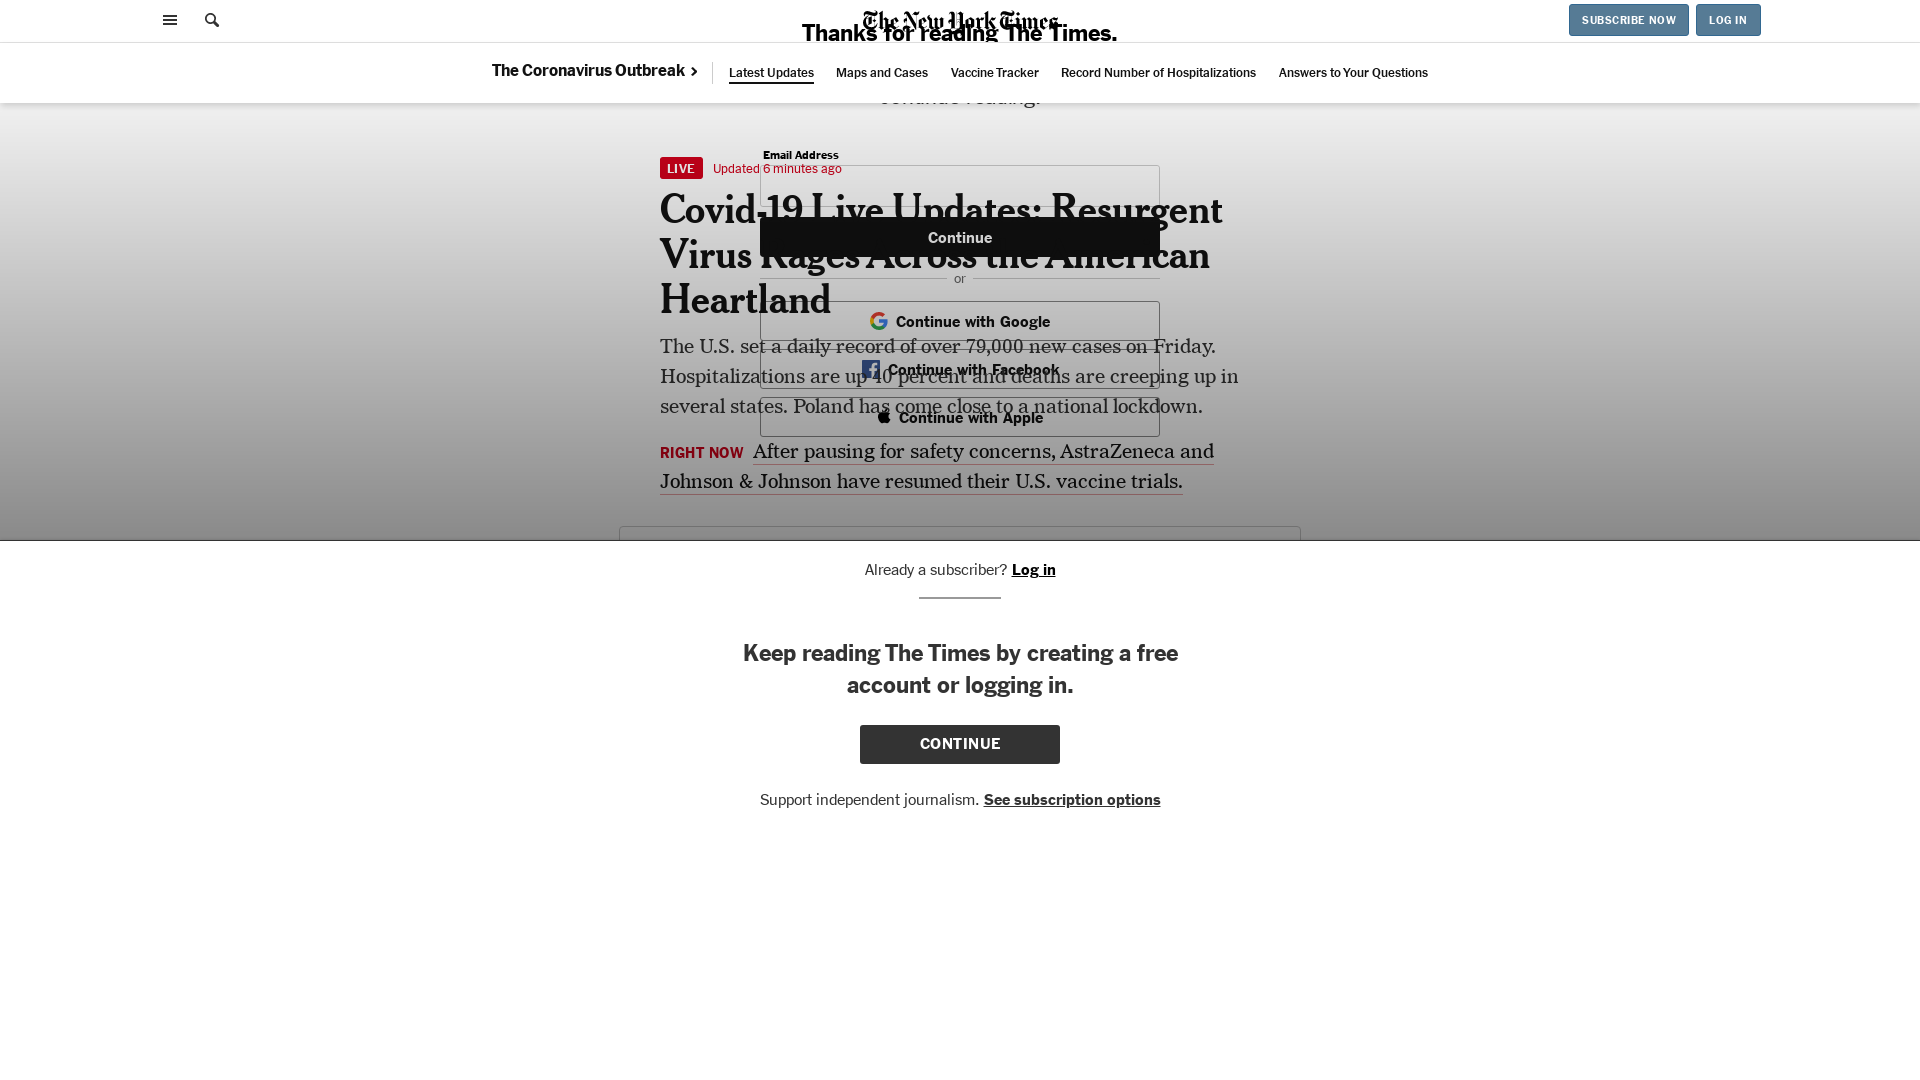 The New York Times
SUBSCRIBE NOW
LOG IN
Thanks for reading The Times.
The Coronavirus Outbreak
Latest Updates
Maps and Cases
Vaccine Tracker
Record Number of Hospitalizations
Answers to Your Questions
continue reading.
Email Address
LIVE
Updated 6 minutes ago
Covid-19 Live Updates: Resurgent
Virus Rages Across the American
Heartland
Continue
or
Continue with Google
The U.S. set a daily record of over 79,000 new cases on Friday.
Continue with Facebook
Hospitalizations are up 40 percent and deaths are creeping up in
several states. Poland has come close to a national lockdown.
Continue with Apple
RIGHT NOW After pausing for safety concerns, AstraZeneca and
Johnson & Johnson have resumed their U.S. vaccine trials.
Already a subscriber? Log in
Keep reading The Times by creating a free
account or logging in.
CONTINUE
Support independent journalism. See subscription options